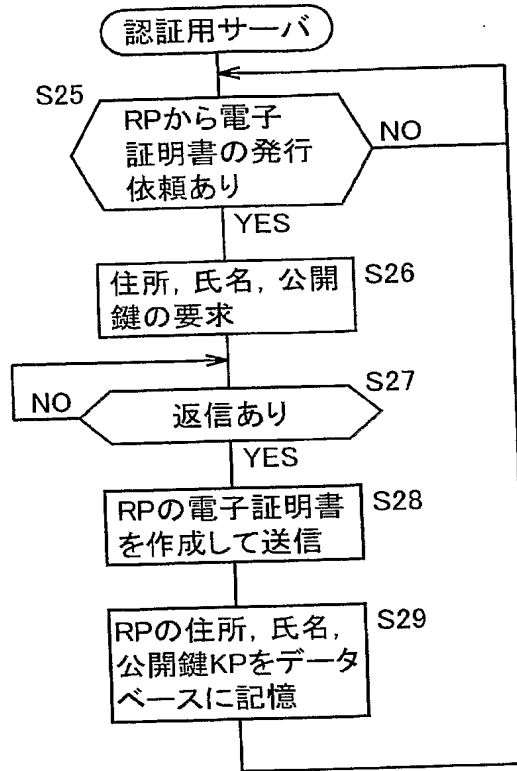 認証用サーバ
S25
RPから電子
証明書の発行
依頼あり
NO
YES
住所, 氏名, 公開
鍵の要求
S26
S27
NO
返信あり
YES
RPの電子証明書
を作成して送信
S28
RPの住所, 氏名,
公開鍵KPをデータ
ベースに記憶
S29